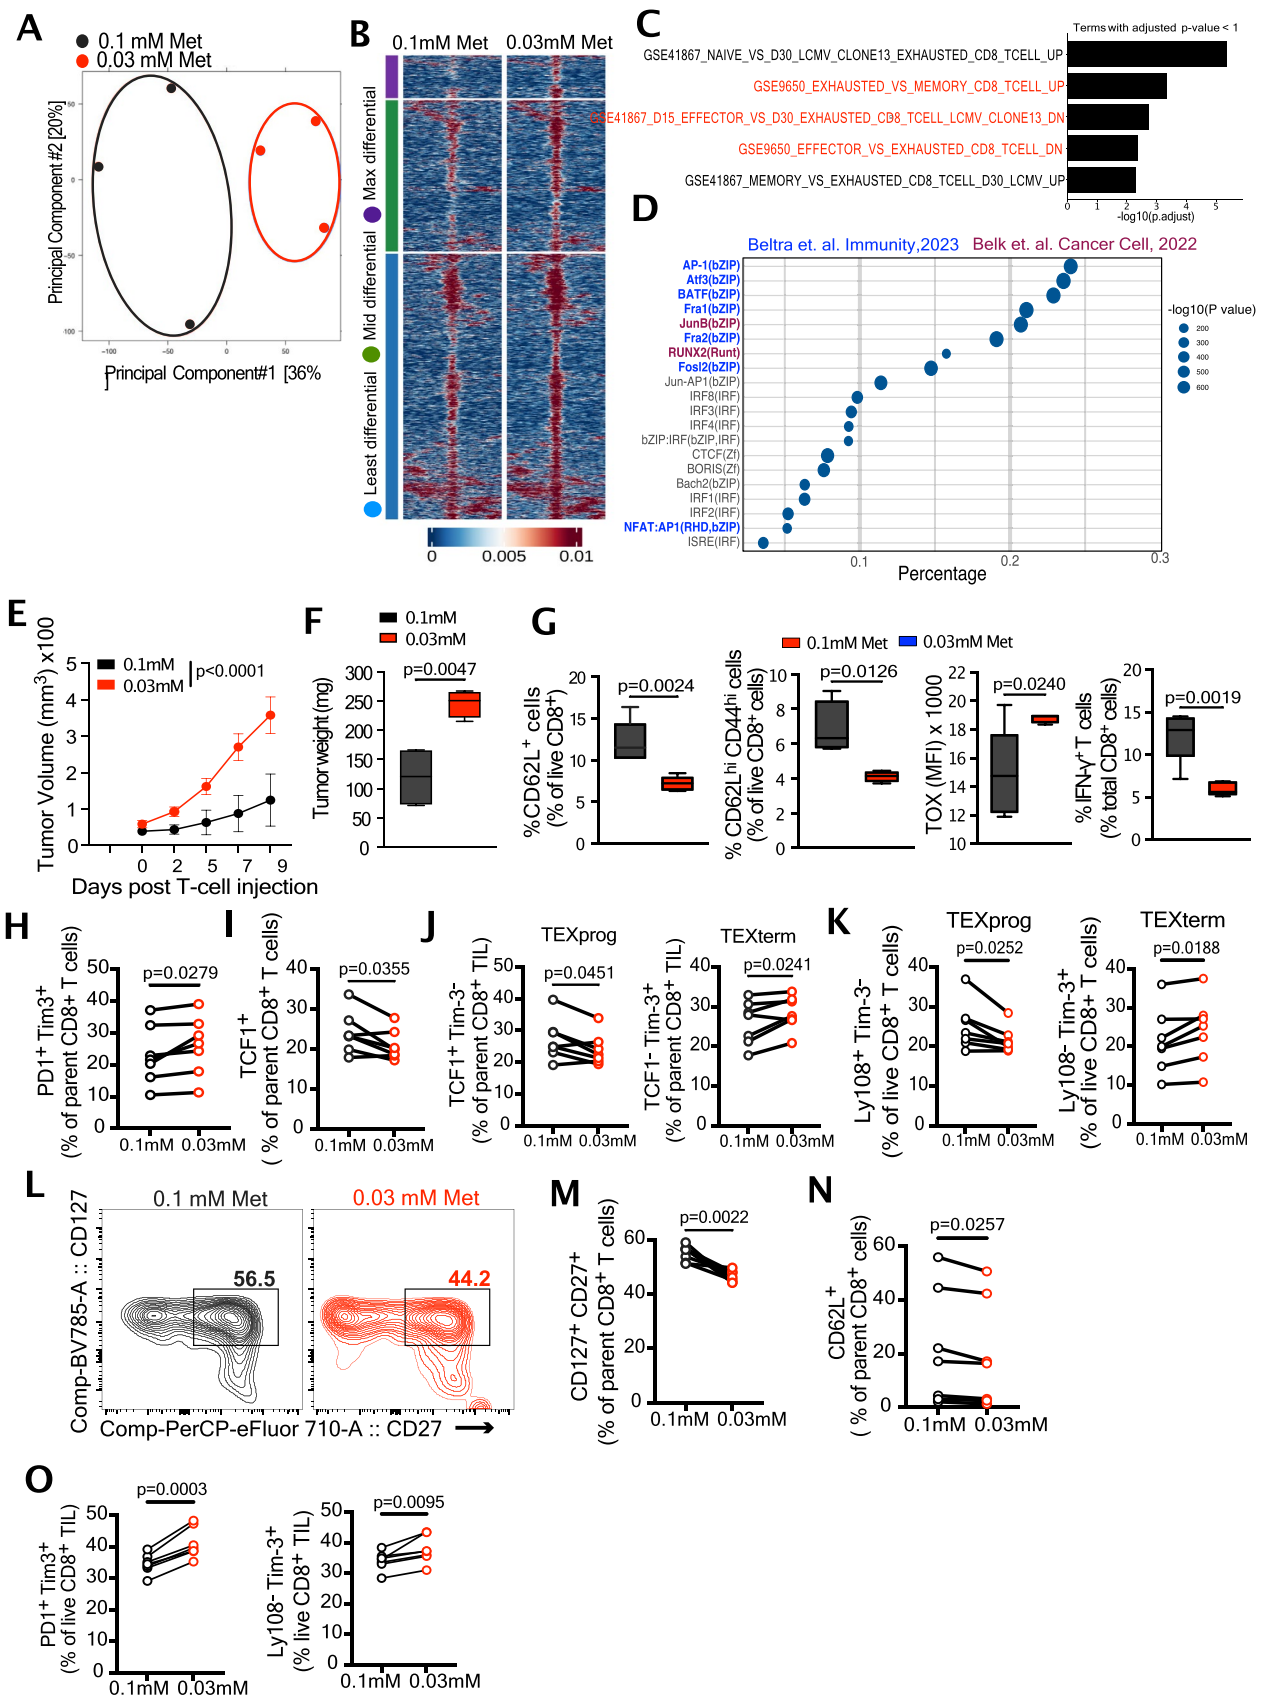 A
0.1 mM Met
0.03 mM Met
Principal Component #2 [20%]
50
0
-50
-100
-100
-50
0
50
Principal Component#1 [36%
]
B
0.1mM Met
0.03mM Met
Max differential
Mid differential
Least differential
0
0.005
0.01
C
Terms with adjusted p-value < 1
GSE41867_NAIVE_VS_D30_LCMV_CLONE13_EXHAUSTED_CD8_TCELL_UP
GSE9650_EXHAUSTED_VS_MEMORY_CD8_TCELL_UP
GSE41867_D15_EFFECTOR_VS_D30_EXHAUSTED_CD8_TCELL_LCMV_CLONE13_DN
GSE9650_EFFECTOR_VS_EXHAUSTED_CD8_TCELL_DN
GSE41867_MEMORY_VS_EXHAUSTED_CD8_TCELL_D30_LCMV_UP
0 1 2 3 4 5
-log10(p.adjust)
D
Beltra et. al. Immunity,2023
Belk et. al. Cancer Cell, 2022
AP-1(bZIP)
Atf3(bZIP)
BATF(bZIP)
Fra1(bZIP)
JunB(bZIP)
Fra2(bZIP)
RUNX2(Runt)
Fosl2(bZIP)
Jun-AP1(bZIP)
IRF8(IRF)
IRF3(IRF)
IRF4(IRF)
bZIP:IRF(bZIP,IRF)
CTCF(Zf)
BORIS(Zf)
Bach2(bZIP)
IRF1(IRF)
IRF2(IRF)
NFAT:AP1(RHD,bZIP)
ISRE(IRF)
0.1
0.2
0.3
Percentage
-log10(P value)
200
300
400
500
600
E
Tumor Volume (mm³) x100
0.1mM
0.03mM
p<0.0001
5
4
3
2
1
0
0 2 5 7 9
Days post T-cell injection
F
0.1mM
0.03mM
Tumor weight (mg)
p=0.0047
300
250
200
150
100
50
0
G
0.1mM Met
0.03mM Met
%CD62L⁺ cells
(% of live CD8⁺)
p=0.0024
20
15
10
5
0
% CD62Lʰⁱ CD44ʰⁱ cells
(% of live CD8⁺ cells)
p=0.0126
10
8
6
4
2
0
TOX (MFI) x 1000
p=0.0240
22
20
18
16
14
12
10
%IFN-γ⁺ T cells
(% total CD8⁺ cells)
p=0.0019
20
15
10
5
0
H
PD1⁺ Tim3⁺
(% of parent CD8+ T cells)
p=0.0279
50
40
30
20
10
0
0.1mM 0.03mM
I
TCF1⁺
(% of parent CD8⁺ T cells)
p=0.0355
40
30
20
10
0
0.1mM 0.03mM
J
TEXprog
TCF1⁺ Tim-3⁻
(% of parent CD8⁺ TIL)
p=0.0451
50
40
30
20
10
0
0.1mM 0.03mM
TEXterm
TCF1⁻ Tim-3⁺
(% of parent CD8⁺ TIL)
p=0.0241
40
30
20
10
0
0.1mM 0.03mM
K
TEXprog
Ly108⁺ Tim-3⁻
(% of live CD8⁺ T cells)
p=0.0252
40
30
20
10
0
0.1mM 0.03mM
TEXterm
Ly108⁻ Tim-3⁺
(% of live CD8⁺ T cells)
p=0.0188
40
30
20
10
0
0.1mM 0.03mM
L
0.1 mM Met
0.03 mM Met
Comp-BV785-A :: CD127
56.5
44.2
Comp-PerCP-eFluor 710-A :: CD27
M
CD127⁺ CD27⁺
(% of parent CD8⁺ T cells)
p=0.0022
60
40
20
0
0.1mM 0.03mM
N
CD62L⁺
(% of parent CD8⁺ cells)
p=0.0257
60
40
20
0
0.1mM 0.03mM
O
PD1⁺ Tim3⁺
(% of live CD8⁺ TIL)
p=0.0003
50
40
30
20
10
0
0.1mM 0.03mM
Ly108⁻ Tim-3⁺
(% live CD8⁺ TIL)
p=0.0095
50
40
30
20
10
0
0.1mM 0.03mM